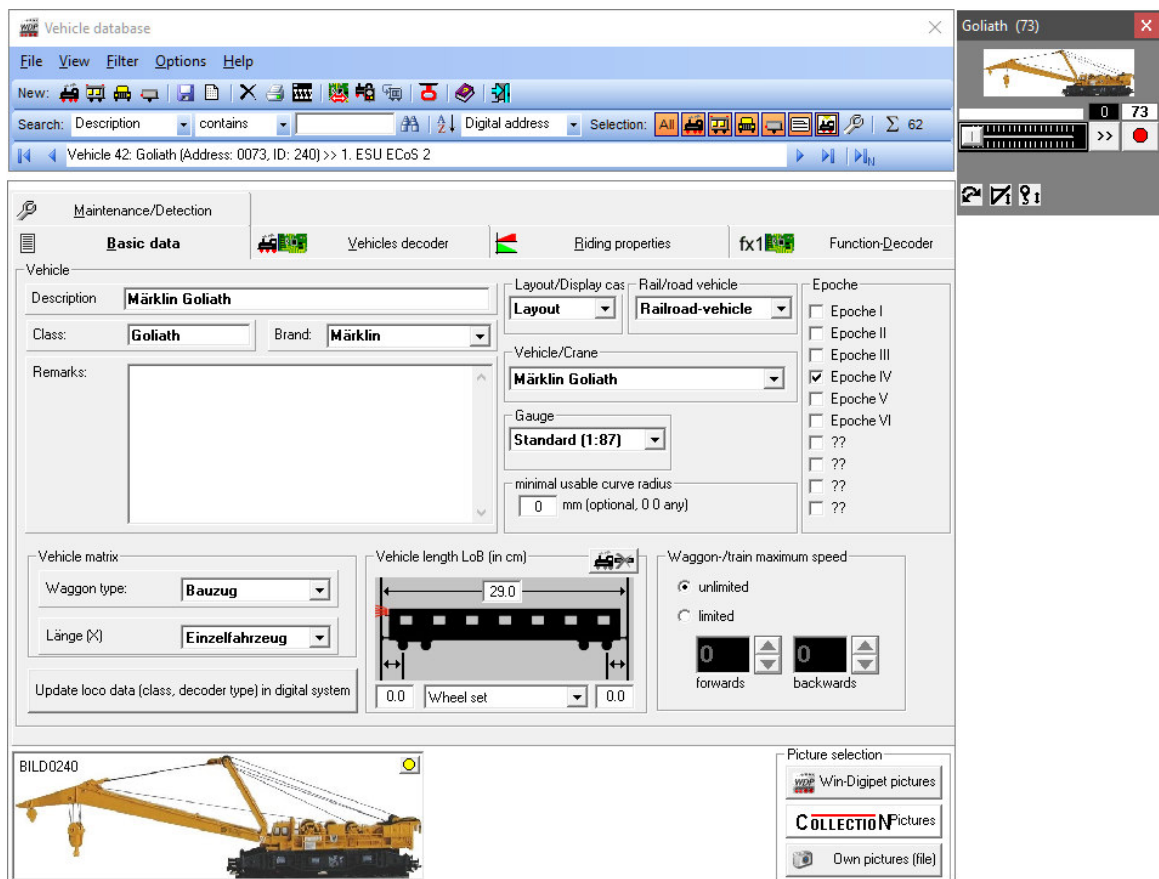 WDP Vehicle database
File View Filter Options Help
New:
Search: Description contains Digital address Selection: All Σ 62
Vehicle 42: Goliath (Address: 0073, ID: 240) >> 1. ESU ECoS 2
N
Goliath (73)
0 73
>>
Maintenance/Detection
Basic data Vehicles decoder Riding properties fx1 Function-Decoder
Vehicle
Description Märklin Goliath
Class: Goliath Brand: Märklin
Remarks:
Layout/Display cas Rail/road vehicle
Layout Railroad-vehicle
Vehicle/Crane
Märklin Goliath
Gauge
Standard (1:87)
minimal usable curve radius
0 mm (optional, 0 0 any)
Epoche
Epoche I
Epoche II
Epoche III
Epoche IV
Epoche V
Epoche VI
??
??
??
??
Vehicle matrix
Waggon type: Bauzug
Länge (X) Einzelfahrzeug
Update loco data (class, decoder type) in digital system
Vehicle length LoB (in cm)
29.0
0.0 Wheel set 0.0
Waggon-/train maximum speed
unlimited
limited
0 0
forwards backwards
BILD0240
Picture selection
WDP Win-Digipet pictures
COLLECTION Pictures
Own pictures (file)